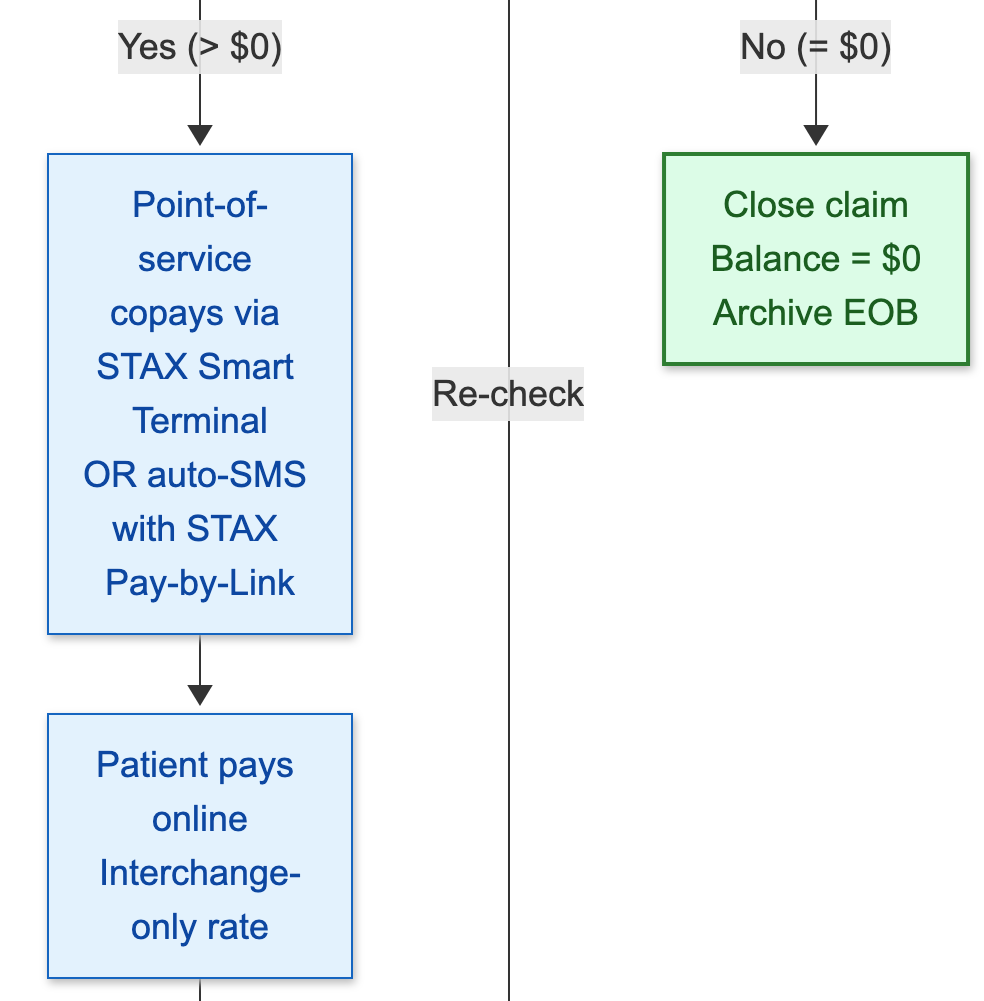 Yes (> $0)
No (= $0)
Point-of-
service
copays via
STAX Smart
Terminal
OR auto-SMS
with STAX
Pay-by-Link
Re-check
Close claim
Balance = $0
Archive EOB
Patient pays
online
Interchange-
only rate